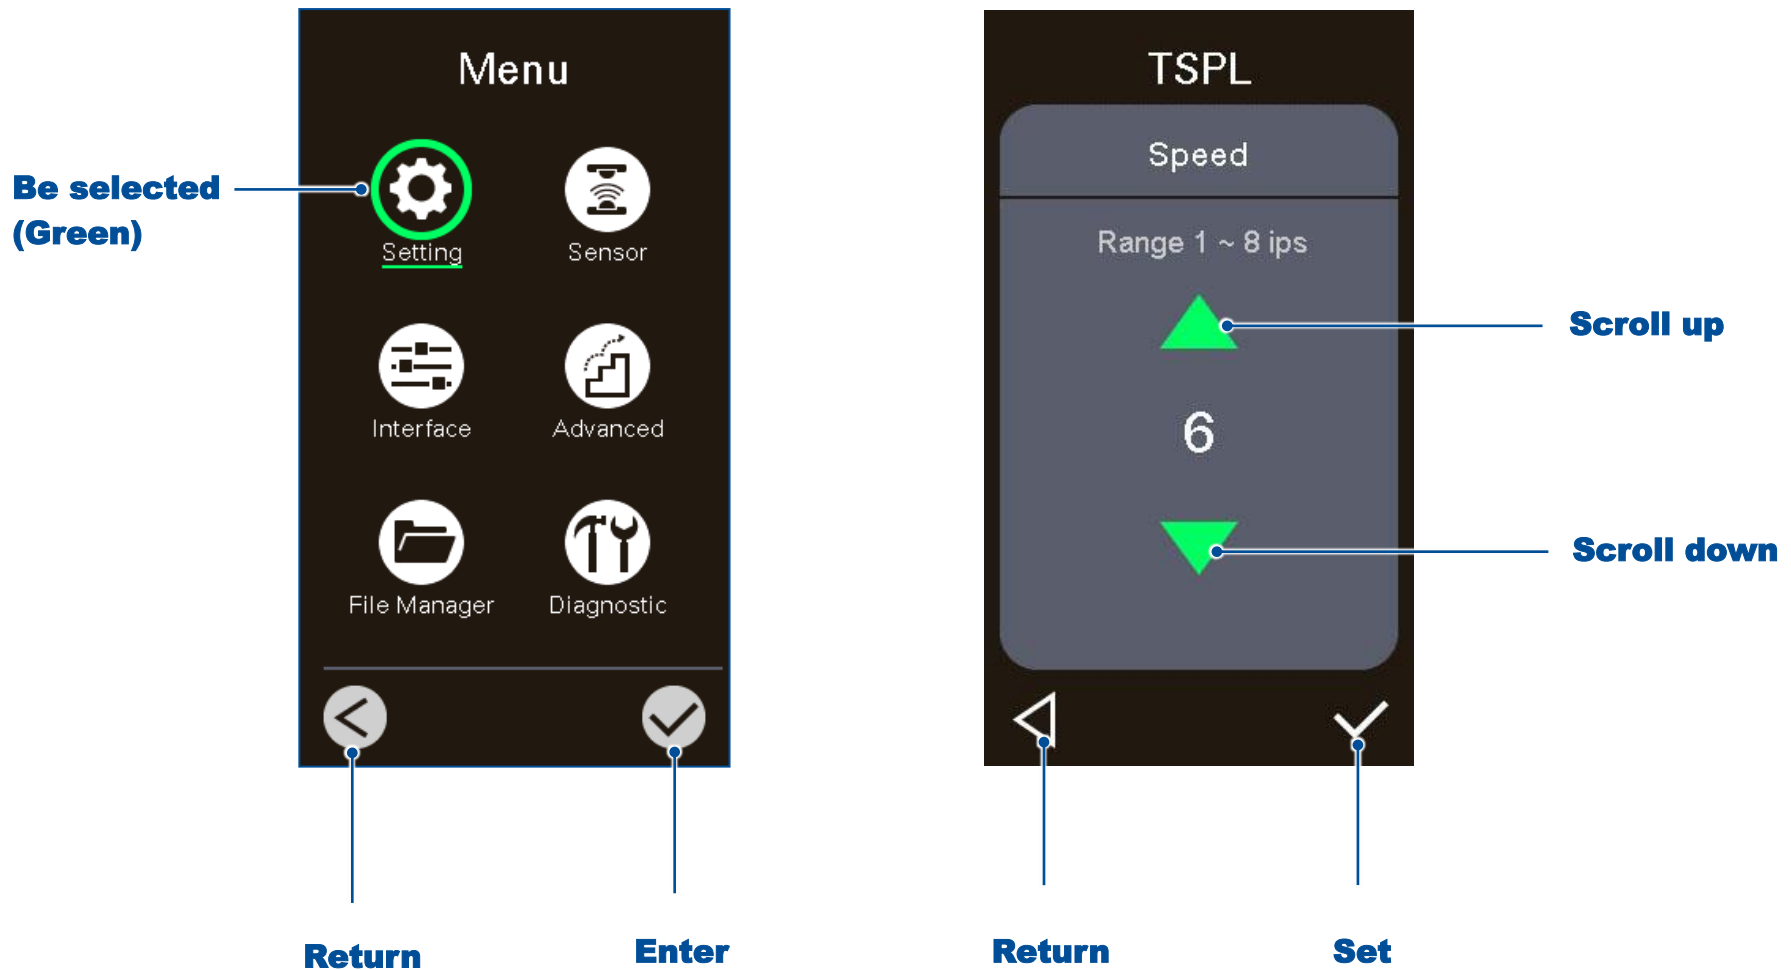 Menu
Be selected
(Green)
Setting
Sensor
Interface
Advanced
File Manager
Diagnostic
Return
Enter
TSPL
Speed
Range 1 ~ 8 ips
Scroll up
6
Scroll down
Return
Set